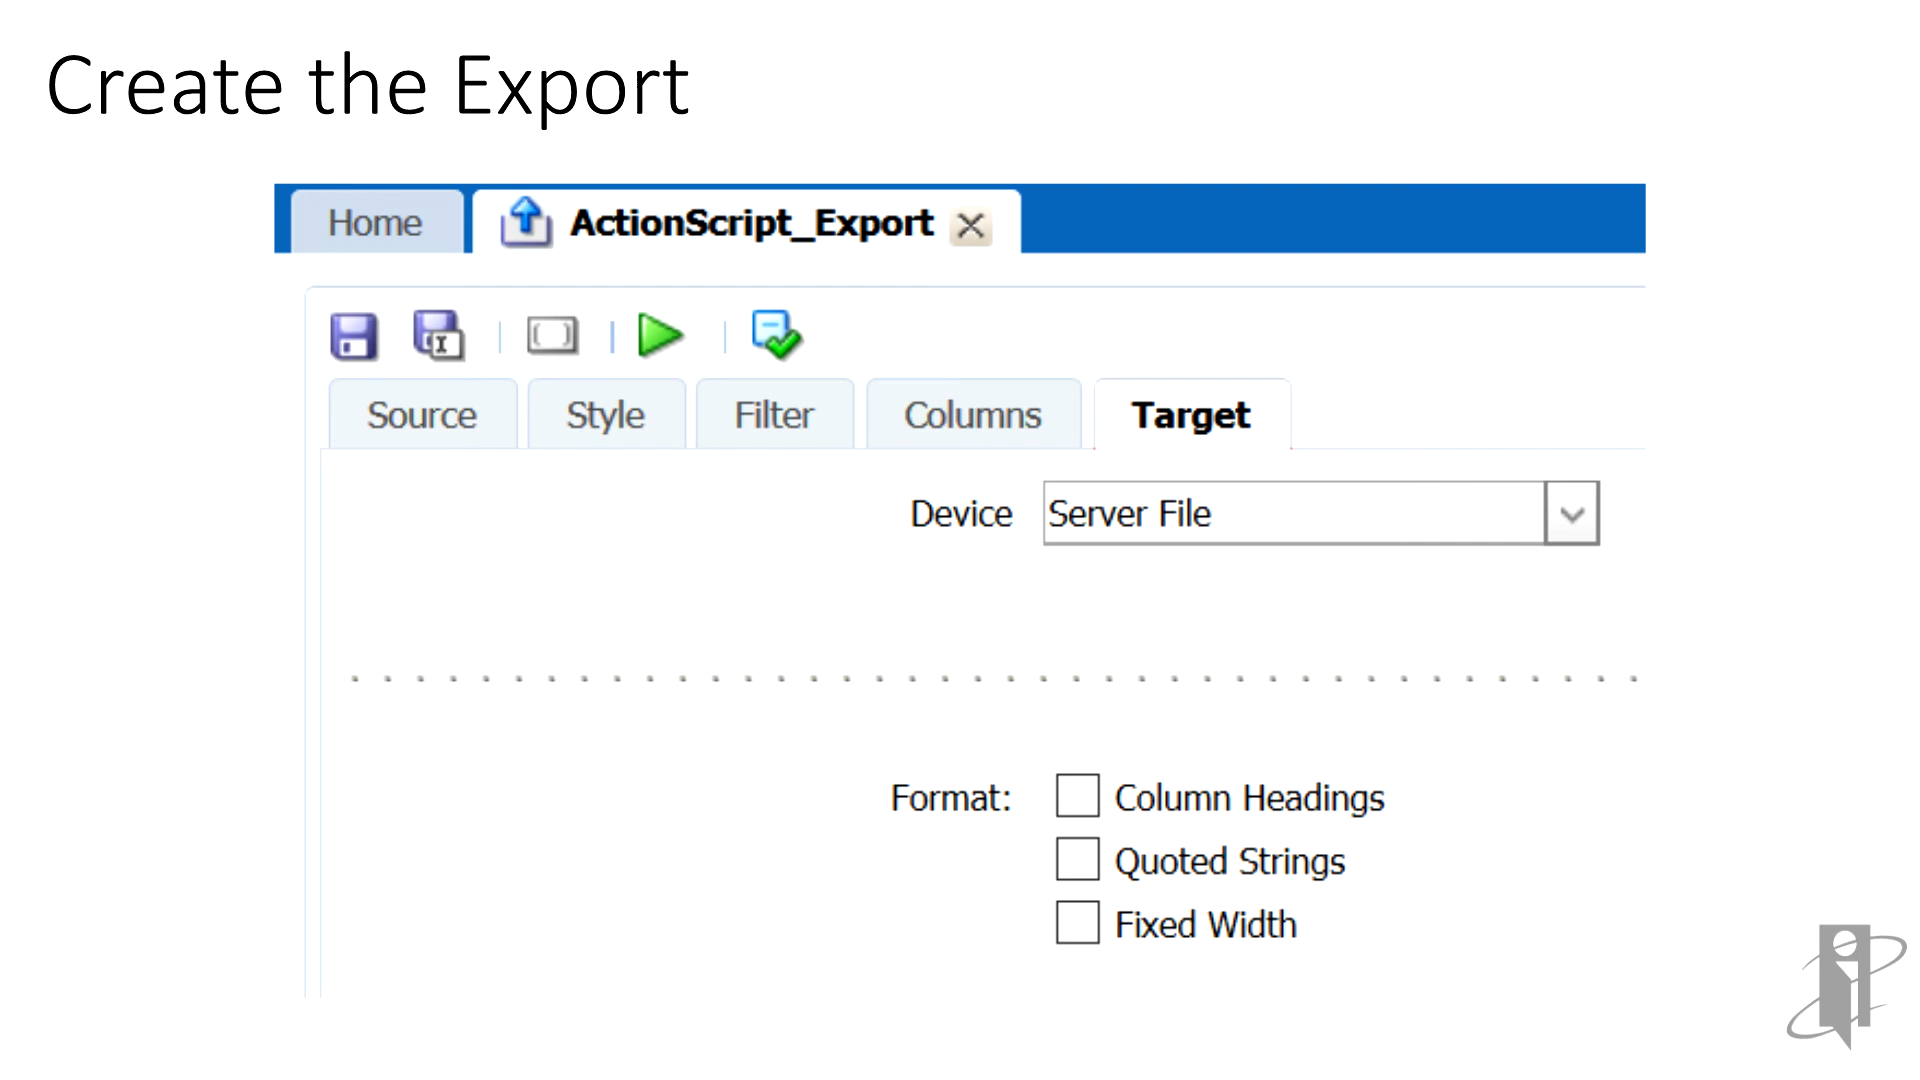 Create the Export
Home ActionScript_Export
Source Style Filter Columns Target
Device Server File
Format: Column Headings
Quoted Strings
Fixed Width